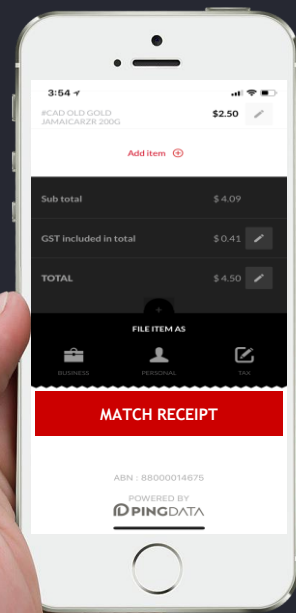 3:54
#CAD OLD GOLD
JAMAICARZR 200G
$2.50
Add item
Sub total $4.09
GST included in total $0.41
TOTAL $4.50
FILE ITEM AS
BUSINESS PERSONAL TAX
MATCH RECEIPT
ABN : 88000014675
POWERED BY
PINGDATA